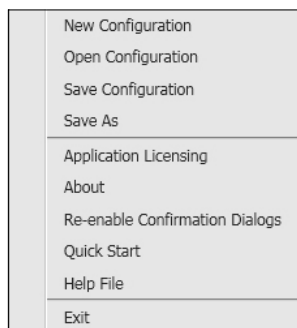 New Configuration
Open Configuration
Save Configuration
Save As
Application Licensing
About
Re-enable Confirmation Dialogs
Quick Start
Help File
Exit